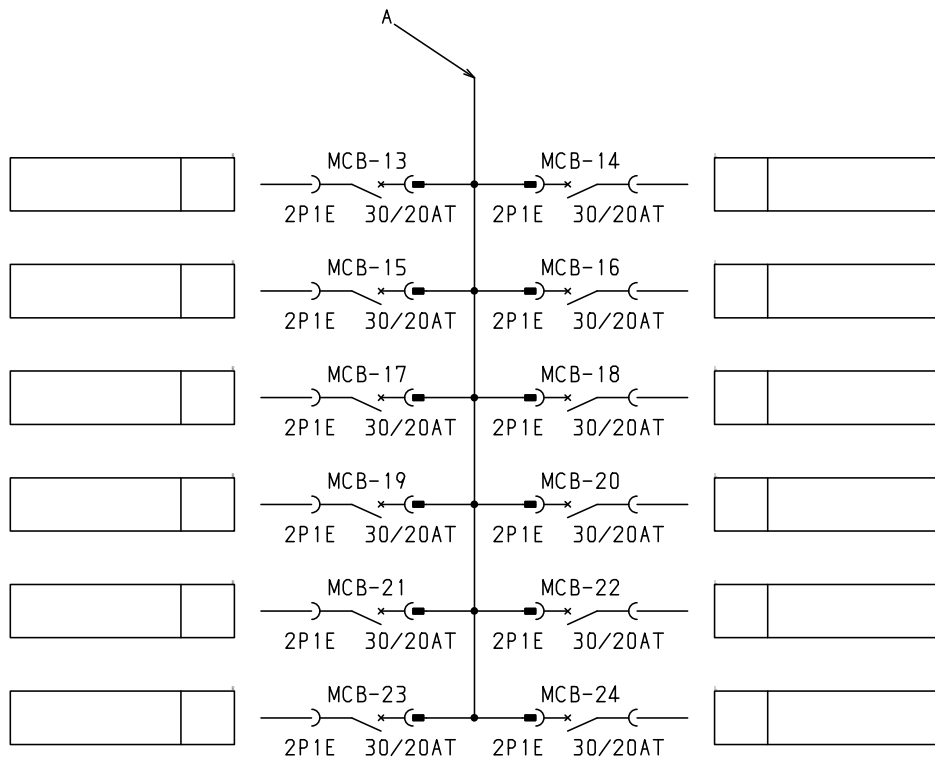 A
MCB-13 MCB-14
2P1E 30/20AT 2P1E 30/20AT
MCB-15 MCB-16
2P1E 30/20AT 2P1E 30/20AT
MCB-17 MCB-18
2P1E 30/20AT 2P1E 30/20AT
MCB-19 MCB-20
2P1E 30/20AT 2P1E 30/20AT
MCB-21 MCB-22
2P1E 30/20AT 2P1E 30/20AT
MCB-23 MCB-24
2P1E 30/20AT 2P1E 30/20AT